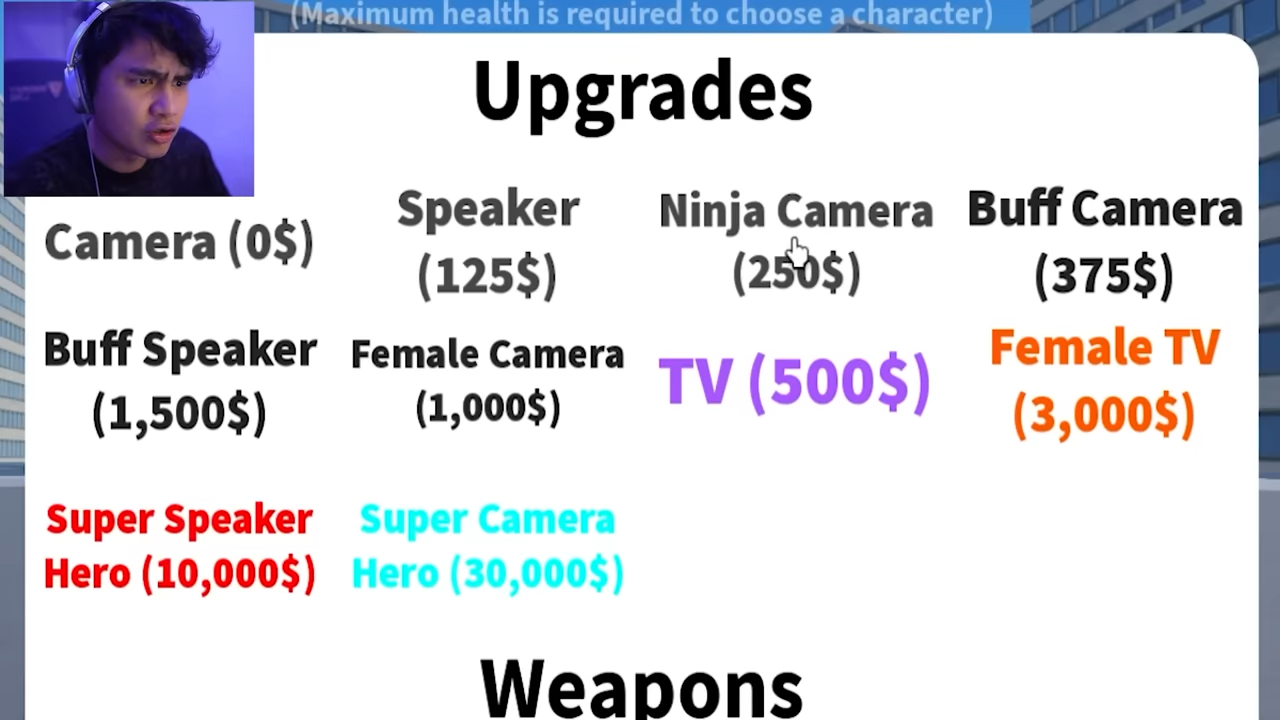 (Maximum health is required to choose a character)
Upgrades
Camera (0$)
Speaker
(125$)
Ninja Camera
(250$)
Buff Camera
(375$)
Buff Speaker
(1,500$)
Female Camera
(1,000$)
TV (500$)
Female TV
(3,000$)
Super Speaker
Hero (10,000$)
Super Camera
Hero (30,000$)
Weapons